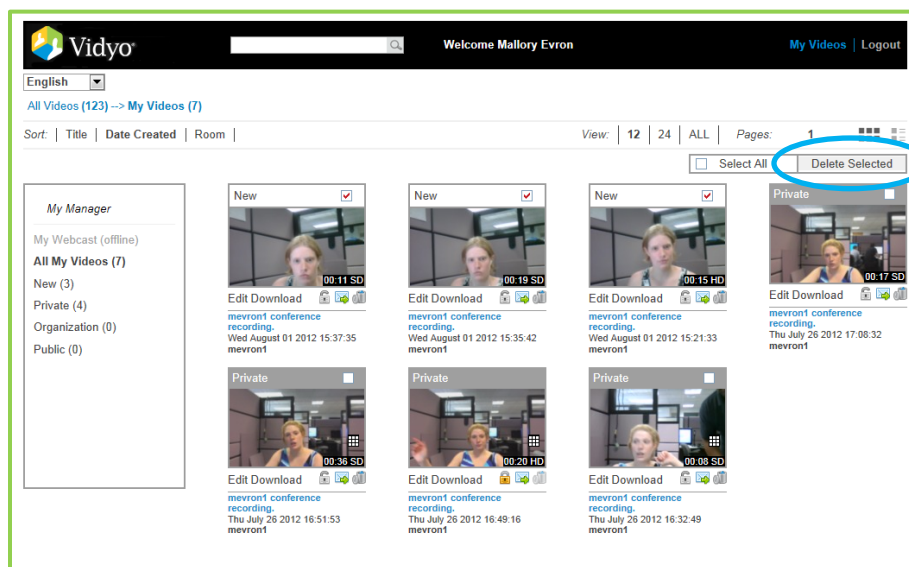 Vidyo
Welcome Mallory Evron
My Videos | Logout
English
All Videos (123) --> My Videos (7)
Sort: | Title | Date Created | Room |
View: | 12 | 24 | ALL | Pages: 1
Select All
Delete Selected
My Manager
My Webcast (offline)
All My Videos (7)
New (3)
Private (4)
Organization (0)
Public (0)
New
00:11 SD
Edit Download
mevron1 conference
recording.
Wed August 01 2012 15:37:35
mevron1
New
00:19 SD
Edit Download
mevron1 conference
recording.
Wed August 01 2012 15:35:42
mevron1
New
00:15 HD
Edit Download
mevron1 conference
recording.
Wed August 01 2012 15:21:33
mevron1
Private
00:17 SD
Edit Download
mevron1 conference
recording.
Thu July 26 2012 17:08:32
mevron1
Private
00:36 SD
Edit Download
mevron1 conference
recording.
Thu July 26 2012 16:51:53
mevron1
Private
00:20 HD
Edit Download
mevron1 conference
recording.
Thu July 26 2012 16:49:16
mevron1
Private
00:08 SD
Edit Download
mevron1 conference
recording.
Thu July 26 2012 16:32:49
mevron1